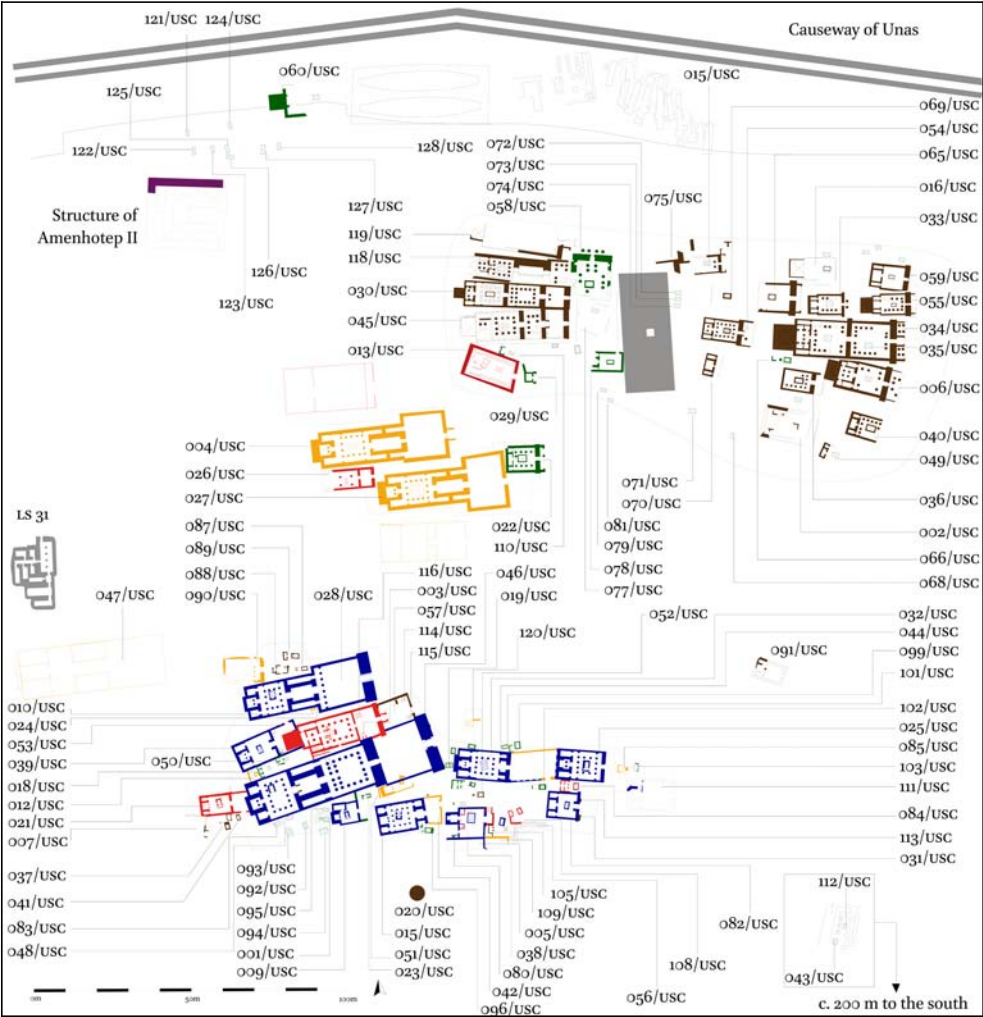 121/USC 124/USC
Causeway of Unas
060/USC
015/USC
125/USC
069/USC
054/USC
122/USC
128/USC
072/USC
065/USC
073/USC
016/USC
074/USC
075/USC
Structure of
Amenhotep II
127/USC
058/USC
033/USC
119/USC
118/USC
126/USC
059/USC
123/USC
030/USC
055/USC
045/USC
034/USC
013/USC
035/USC
006/USC
029/USC
040/USC
004/USC
049/USC
026/USC
071/USC
027/USC
070/USC
036/USC
LS 31
087/USC
022/USC
081/USC
002/USC
089/USC
110/USC
079/USC
066/USC
088/USC
116/USC
046/USC
078/USC
068/USC
047/USC
090/USC
028/USC
003/USC
019/USC
077/USC
057/USC
052/USC
032/USC
114/USC
120/USC
044/USC
115/USC
091/USC
099/USC
101/USC
010/USC
102/USC
024/USC
025/USC
053/USC
085/USC
039/USC
050/USC
103/USC
018/USC
111/USC
012/USC
084/USC
021/USC
113/USC
007/USC
031/USC
037/USC
093/USC
112/USC
041/USC
092/USC
105/USC
083/USC
095/USC
020/USC
109/USC
082/USC
048/USC
094/USC
015/USC
005/USC
001/USC
051/USC
038/USC
108/USC
009/USC
023/USC
080/USC
043/USC
042/USC
056/USC
096/USC
0m
50m
100m
c. 200 m to the south